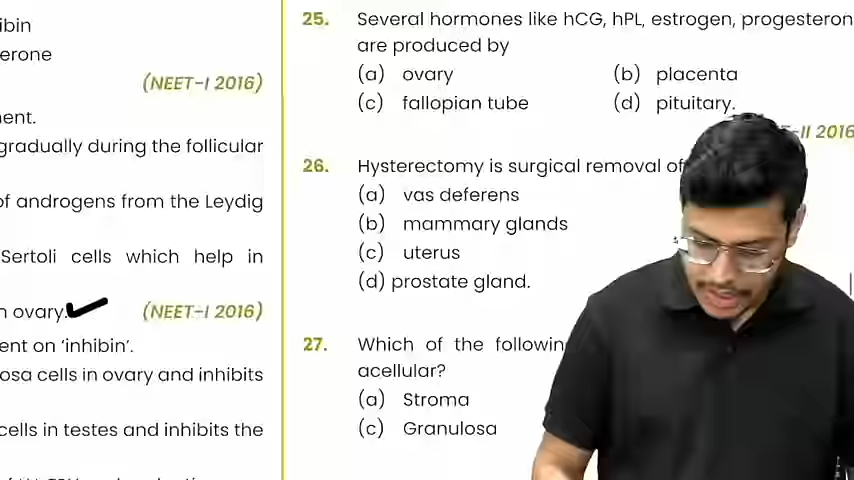 ibin
erone
(NEET-I 2016)
ent.
gradually during the follicular
of androgens from the Leydig
Sertoli cells which help in
n ovary.
(NEET-I 2016)
ent on ‘inhibin’.
osa cells in ovary and inhibits
cells in testes and inhibits the
25. Several hormones like hCG, hPL, estrogen, progesteron
are produced by
(a) ovary (b) placenta
(c) fallopian tube (d) pituitary.
-II 2016
26. Hysterectomy is surgical removal of
(a) vas deferens
(b) mammary glands
(c) uterus
(d) prostate gland.
27. Which of the followin
acellular?
(a) Stroma
(c) Granulosa